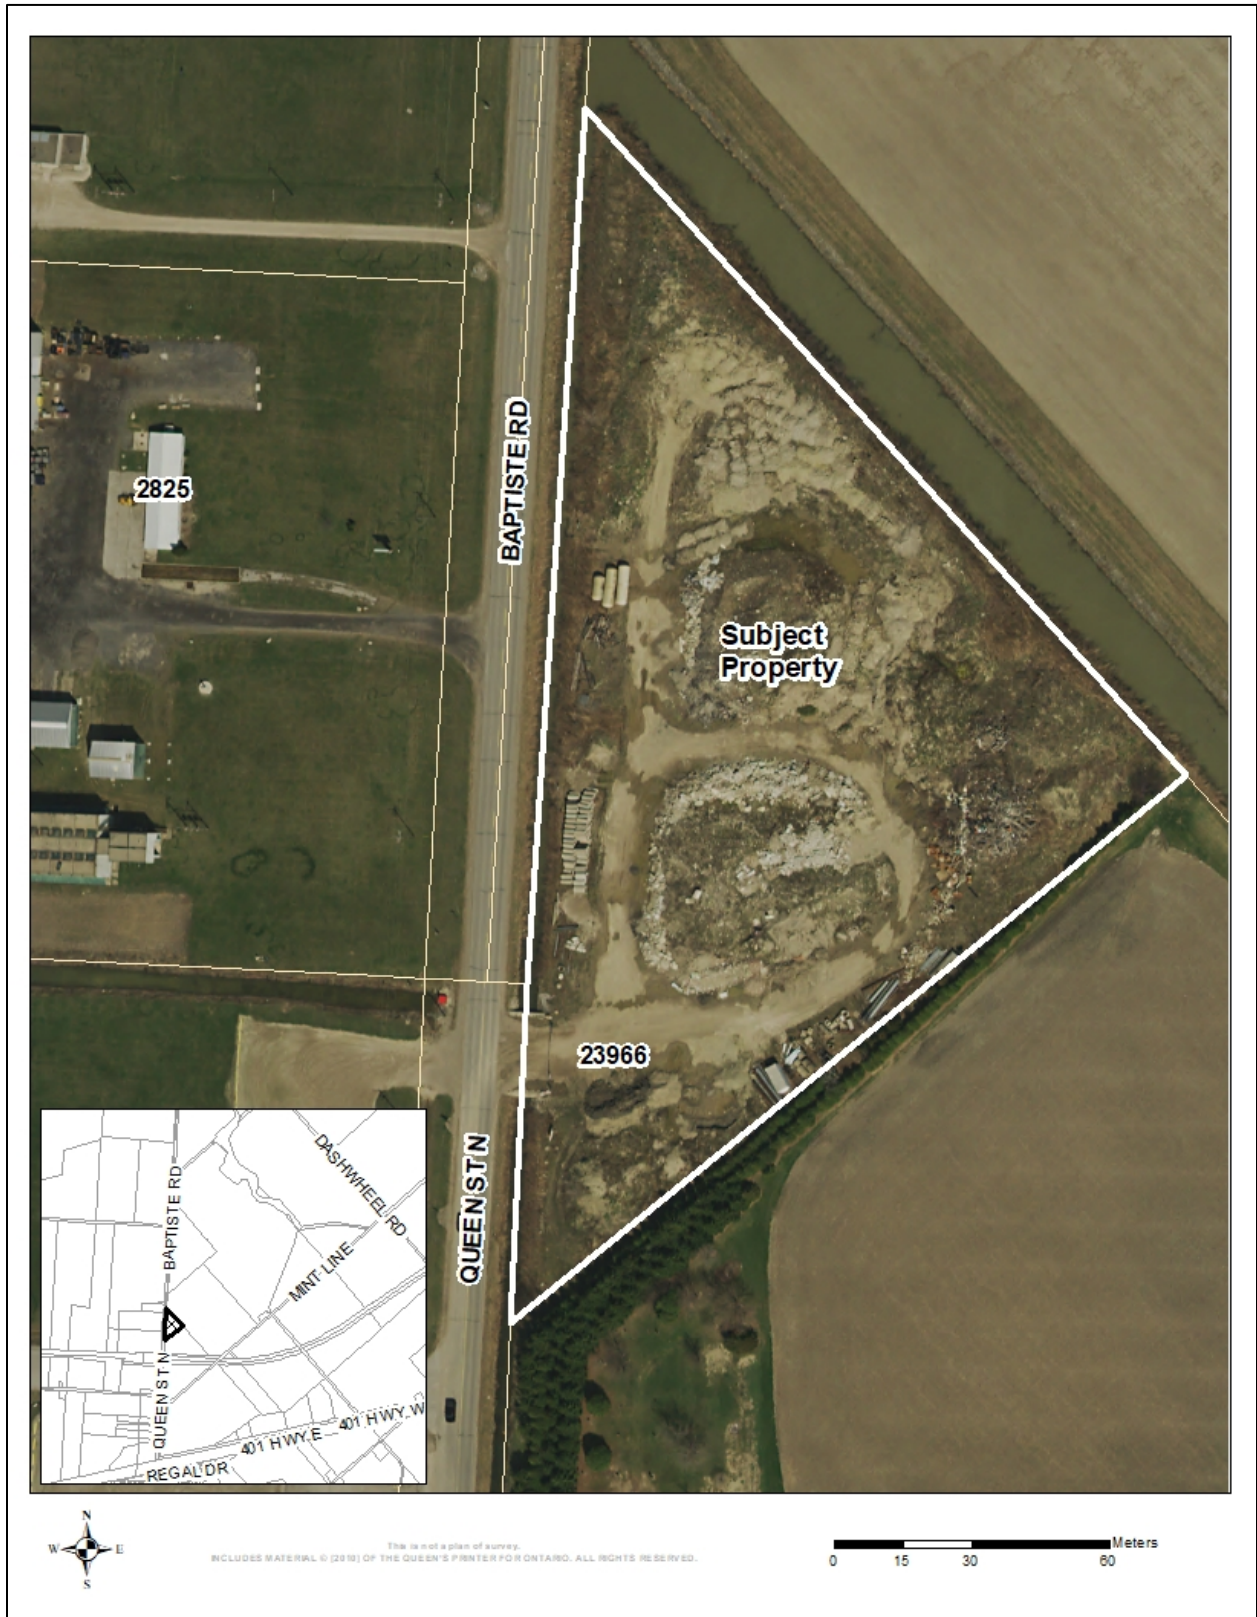 BAPTISTE RD
2825
Subject
Property
23966
QUEEN ST N
DASHWHEEL RD
BAPTISTE RD
MINT LINE
QUEEN ST N
401 HWY E
401 HWY W
REGAL DR
N
W E
S
This is not a plan of survey.
INCLUDES MATERIAL © [2010] OF THE QUEEN'S PRINTER FOR ONTARIO. ALL RIGHTS RESERVED.
Meters
0 15 30 60